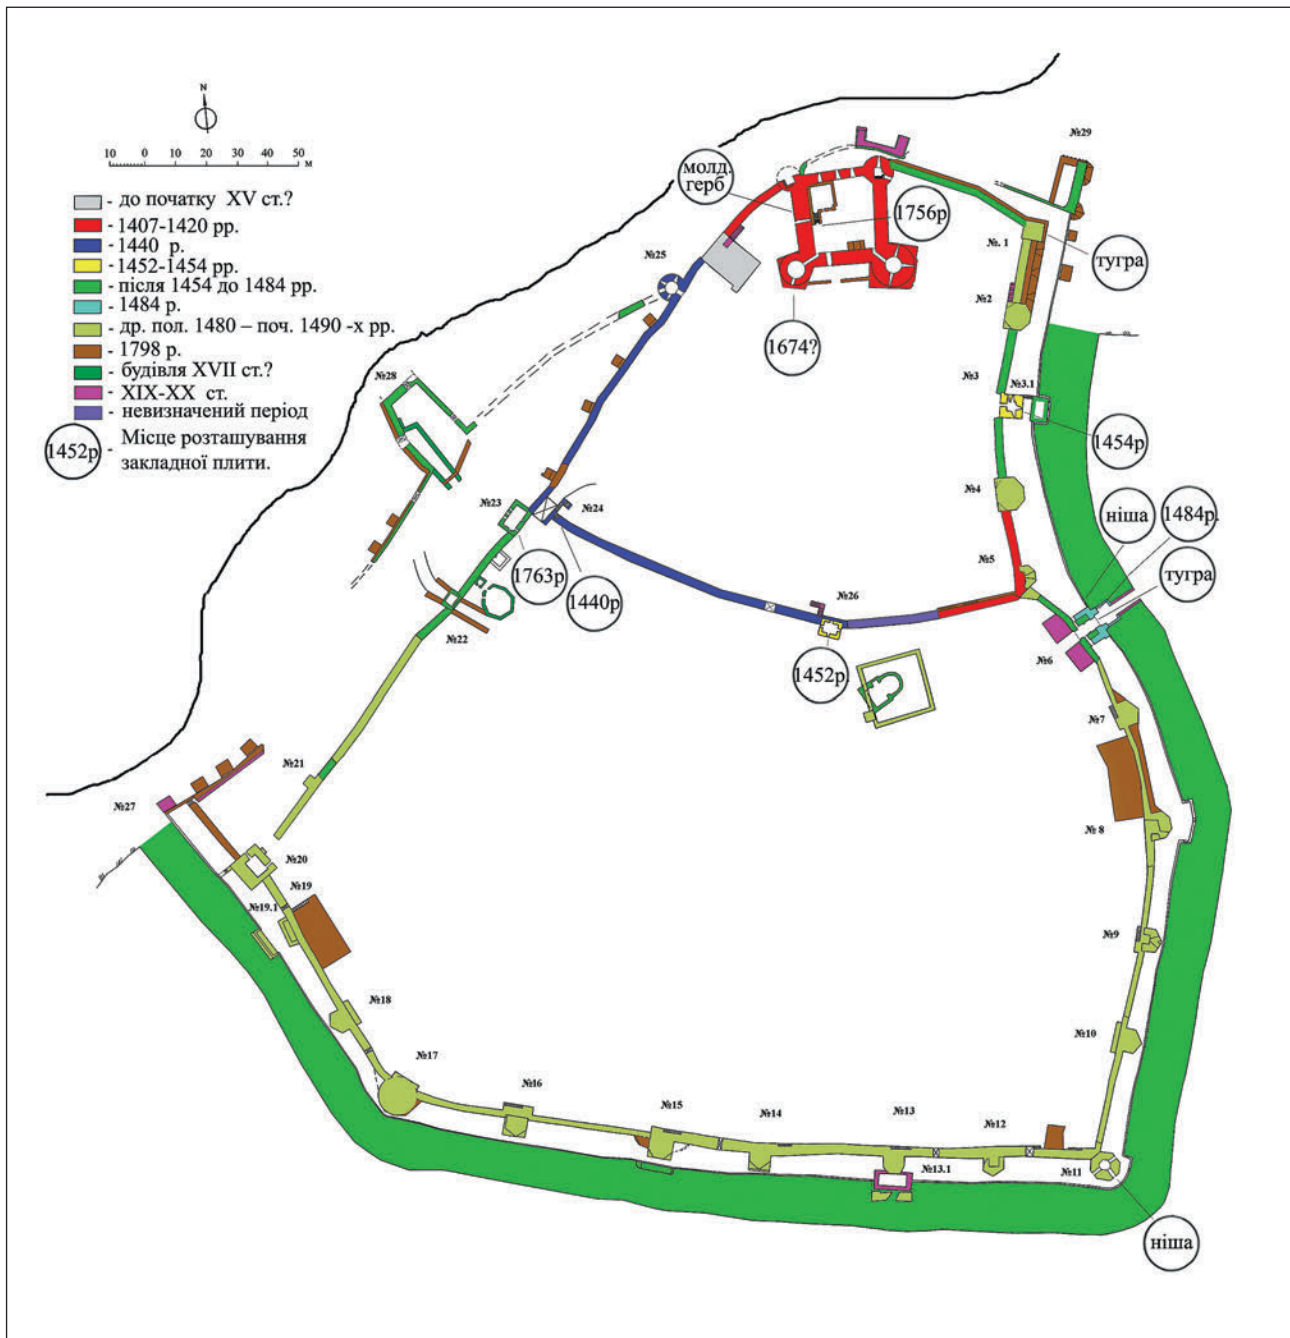 N
10 0 10 20 30 40 50
М
- до початку XV ст.?
- 1407-1420 рр.
- 1440 р.
- 1452-1454 рр.
- після 1454 до 1484 рр.
- 1484 р.
- др. пол. 1480 – поч. 1490 -х рр.
- 1798 р.
- будівля XVII ст.?
- XIX-XX ст.
- невизначений період
1452р - Місце розташування
закладної плити.
молд.
герб
1756р
1674?
№29
№. 1
тугра
№2
№3
№3.1
1454р
№4
ніша
1484р.
тугра
№5
№6
№25
№28
№23
№24
1763р
1440р
№22
№26
1452р.
№7
№ 8
№9
№10
№21
№27
№20
№19
№19.1
№18
№17
№16
№15
№14
№13
№12
№13.1
№11
ніша